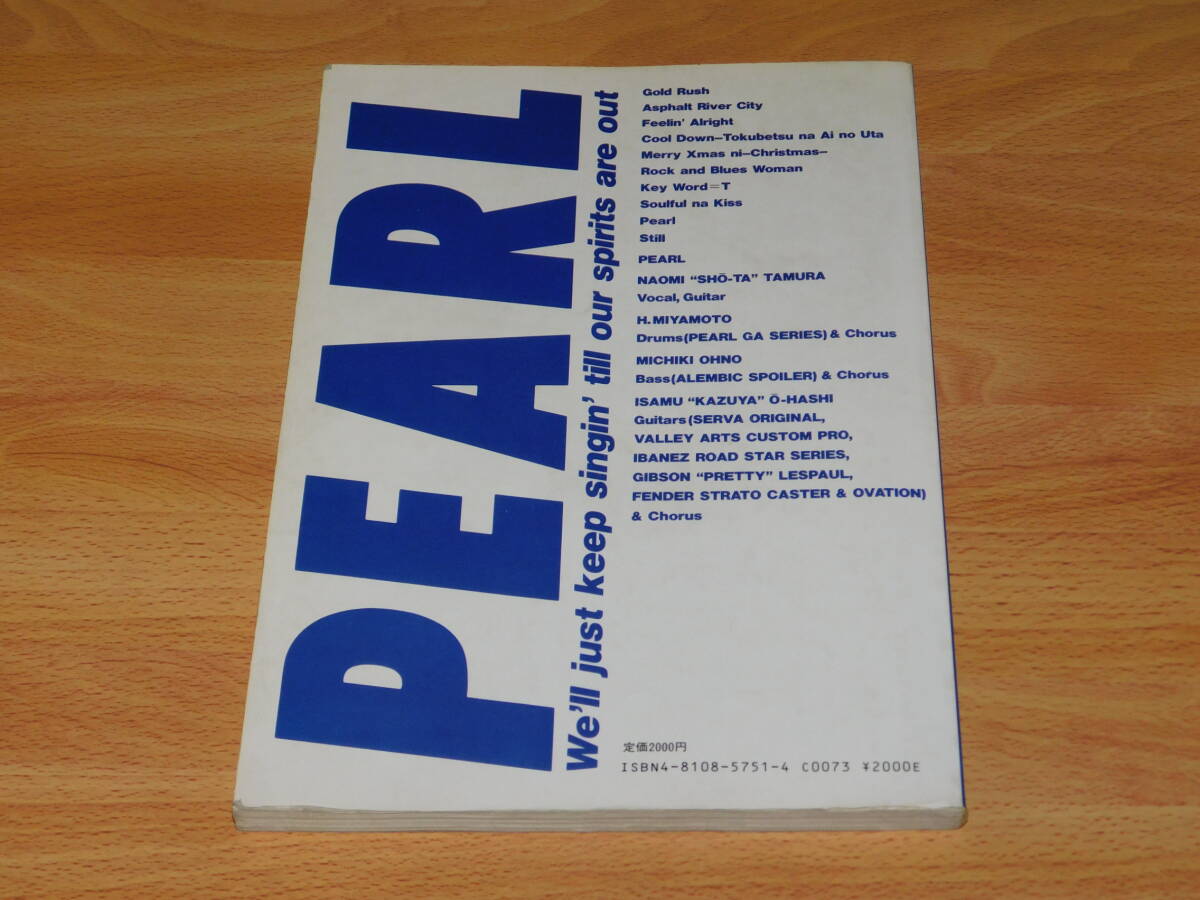 PEARL
We'll just keep singin' till our spirits are out
Gold Rush
Asphalt River City
Feelin' Alright
Cool Down–Tokubetsu na Ai no Uta
Merry Xmas ni–Christmas–
Rock and Blues Woman
Key Word=T
Soulful na Kiss
Pearl
Still
PEARL
NAOMI “SHŌ-TA” TAMURA
Vocal, Guitar
H.MIYAMOTO
Drums(PEARL GA SERIES) & Chorus
MICHIKI OHNO
Bass(ALEMBIC SPOILER) & Chorus
ISAMU “KAZUYA” Ō-HASHI
Guitars(SERVA ORIGINAL,
VALLEY ARTS CUSTOM PRO,
IBANEZ ROAD STAR SERIES,
GIBSON “PRETTY” LESPAUL,
FENDER STRATO CASTER & OVATION)
& Chorus
定価2000円
ISBN4-8108-5751-4 C0073 ¥2000E